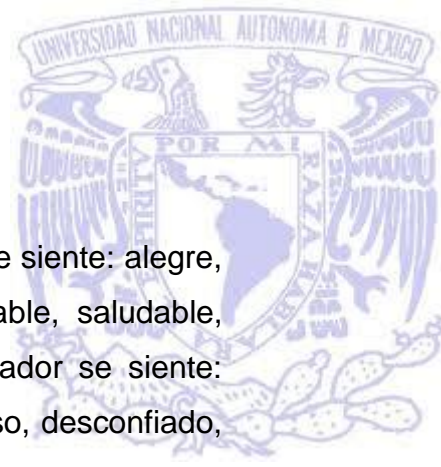 UNIVERSIDAD NACIONAL AUTONOMA D MEXICO
POR MI RAZA HABLARA
EL ESPIRITU
e siente: alegre,
able, saludable,
ador se siente:
so, desconfiado,